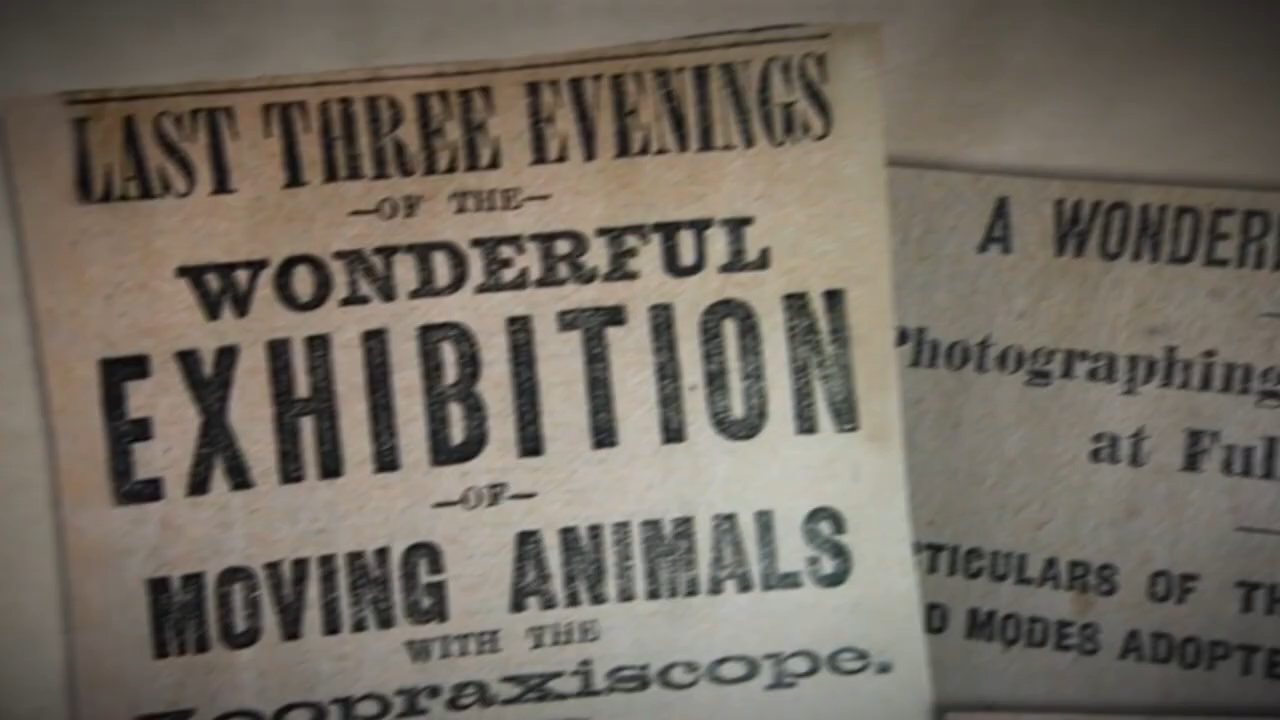 LAST THREE EVENINGS
—OF THE—
WONDERFUL
EXHIBITION
—OF—
MOVING ANIMALS
WITH THE
Zoopraxiscope.
A WONDER
Photographing
at Ful
TICULARS OF TH
D MODES ADOPTE